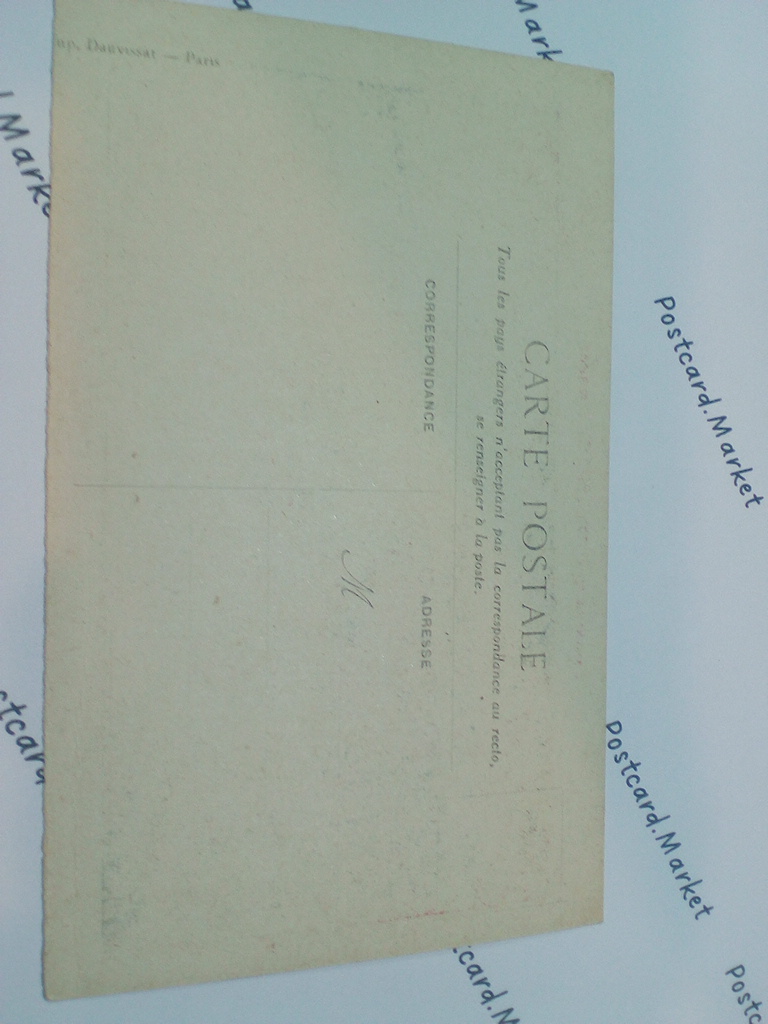 CARTE POSTALE
Tous les pays étrangers n'acceptant pas la correspondance au recto,
se renseigner à la poste.
CORRESPONDANCE
ADRESSE
M
Dauvissat — Paris
Postcard.Market
Postcard.Market